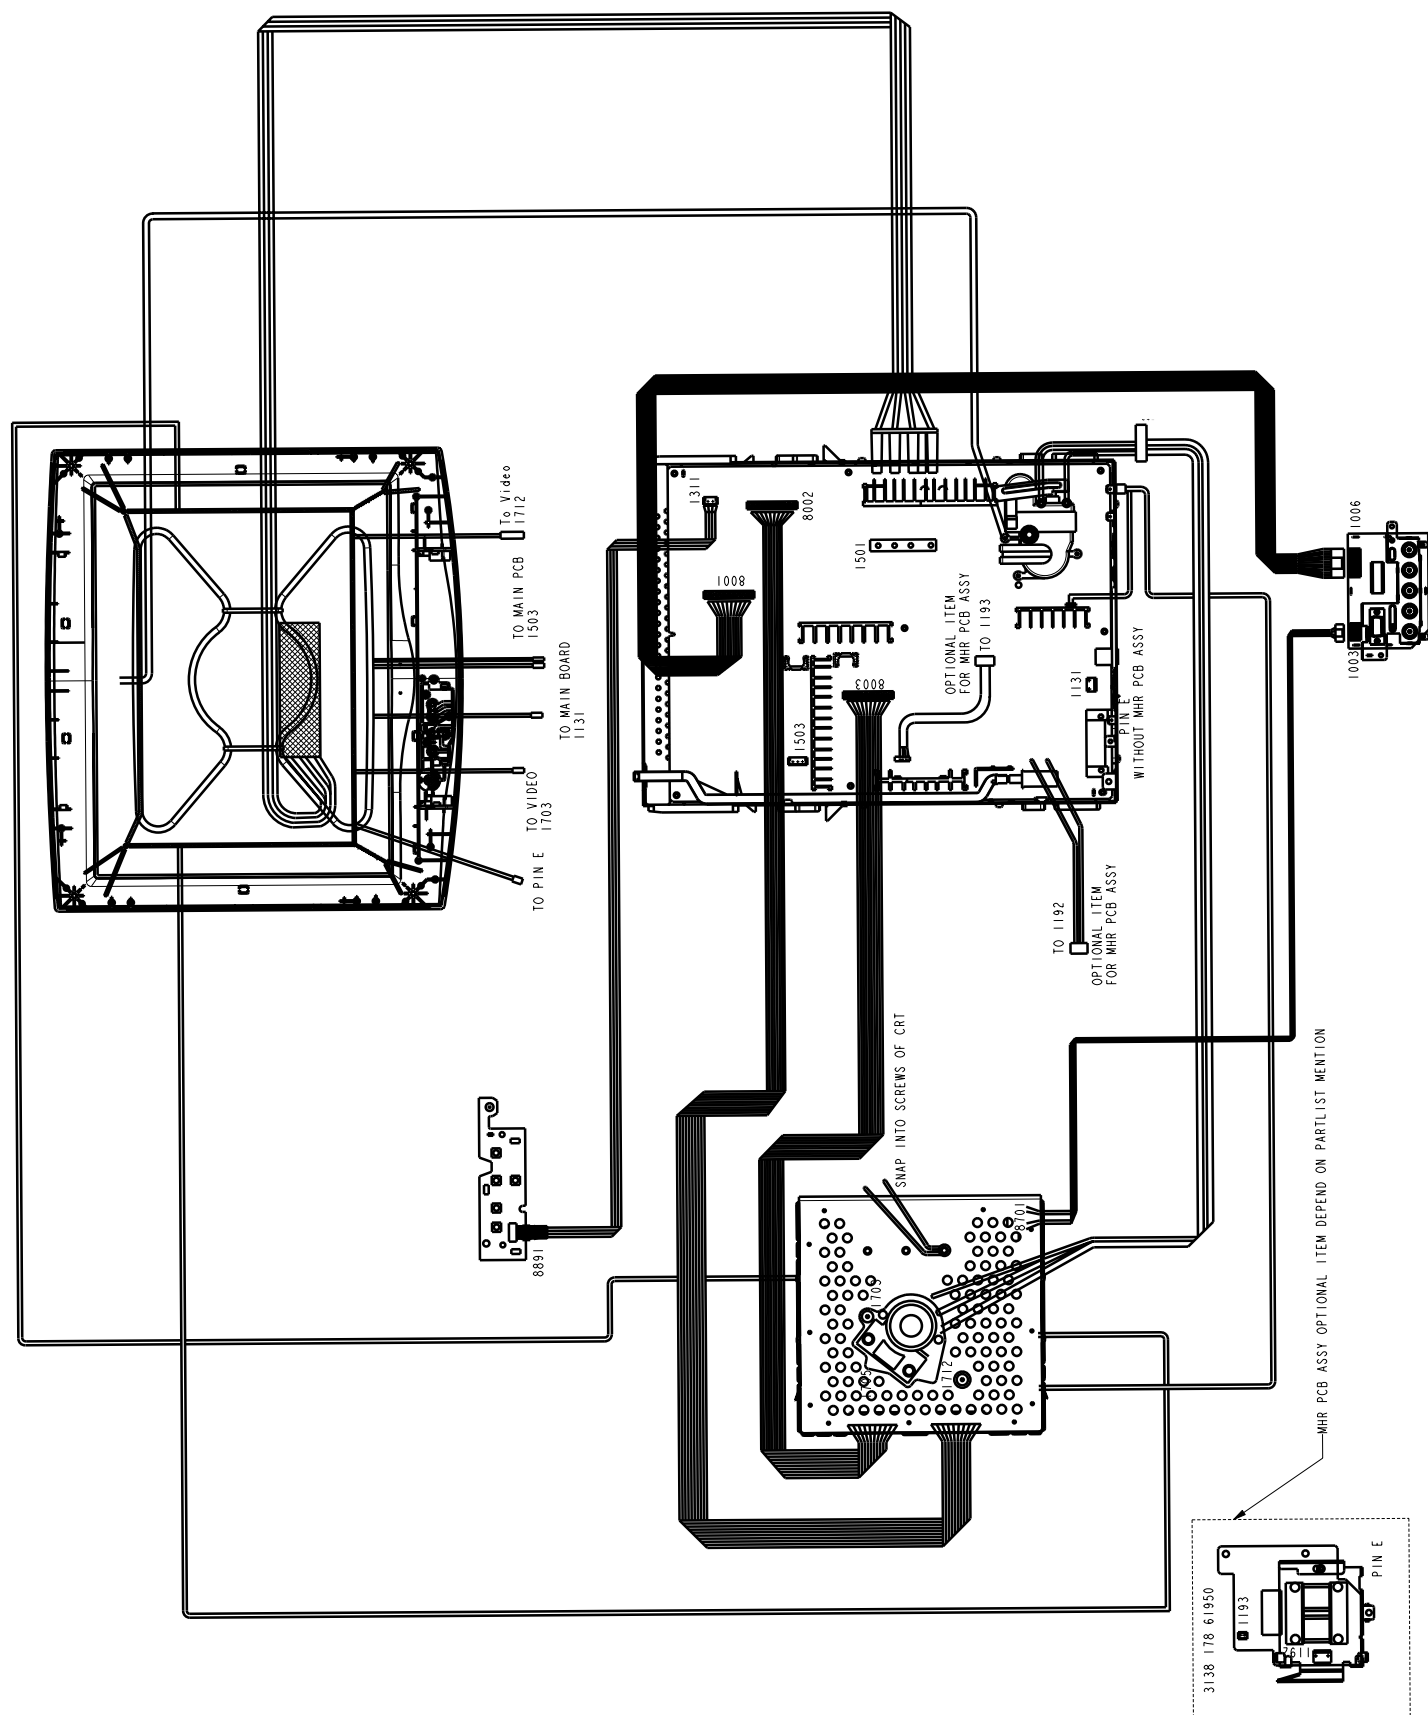 To Video
1712
TO MAIN PCB
1503
TO MAIN BOARD
1131
TO VIDEO
1703
TO PIN E
1311
8002
8001
1501
OPTIONAL ITEM
FOR MHR PCB ASSY
TO 1193
8003
1503
1131
PIN E
WITHOUT MHR PCB ASSY
1006
1003
TO 1192
OPTIONAL ITEM
FOR MHR PCB ASSY
SNAP INTO SCREWS OF CRT
8891
8701
1703
1712
MHR PCB ASSY OPTIONAL ITEM DEPEND ON PARTLIST MENTION
3138 178 61950
1193
PIN E